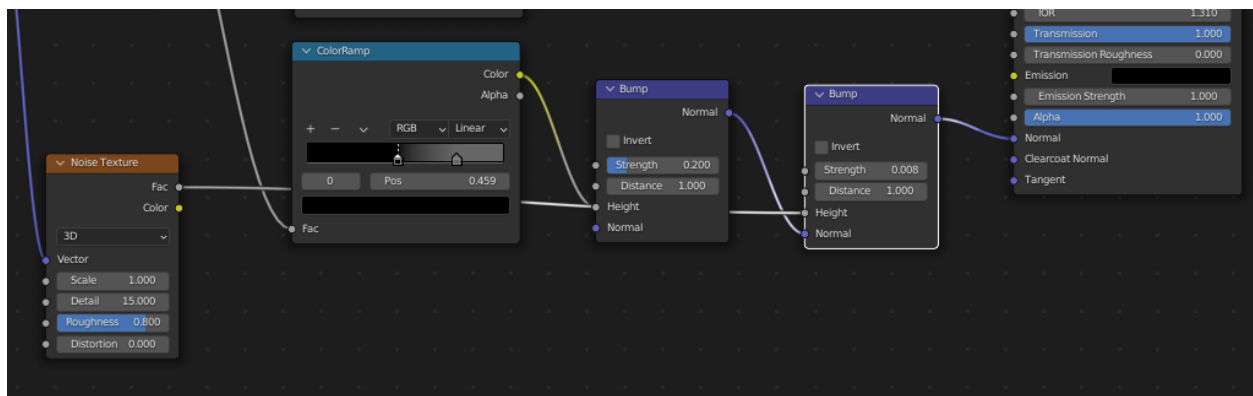 Noise Texture
Fac
Color
3D
Vector
Scale 1.000
Detail 15.000
Roughness 0.800
Distortion 0.000
ColorRamp
Color
Alpha
+ − RGB Linear
0 Pos 0.459
Fac
Bump
Normal
Invert
Strength 0.200
Distance 1.000
Height
Normal
Bump
Normal
Invert
Strength 0.008
Distance 1.000
Height
Normal
IOR 1.310
Transmission 1.000
Transmission Roughness 0.000
Emission
Emission Strength 1.000
Alpha 1.000
Normal
Clearcoat Normal
Tangent